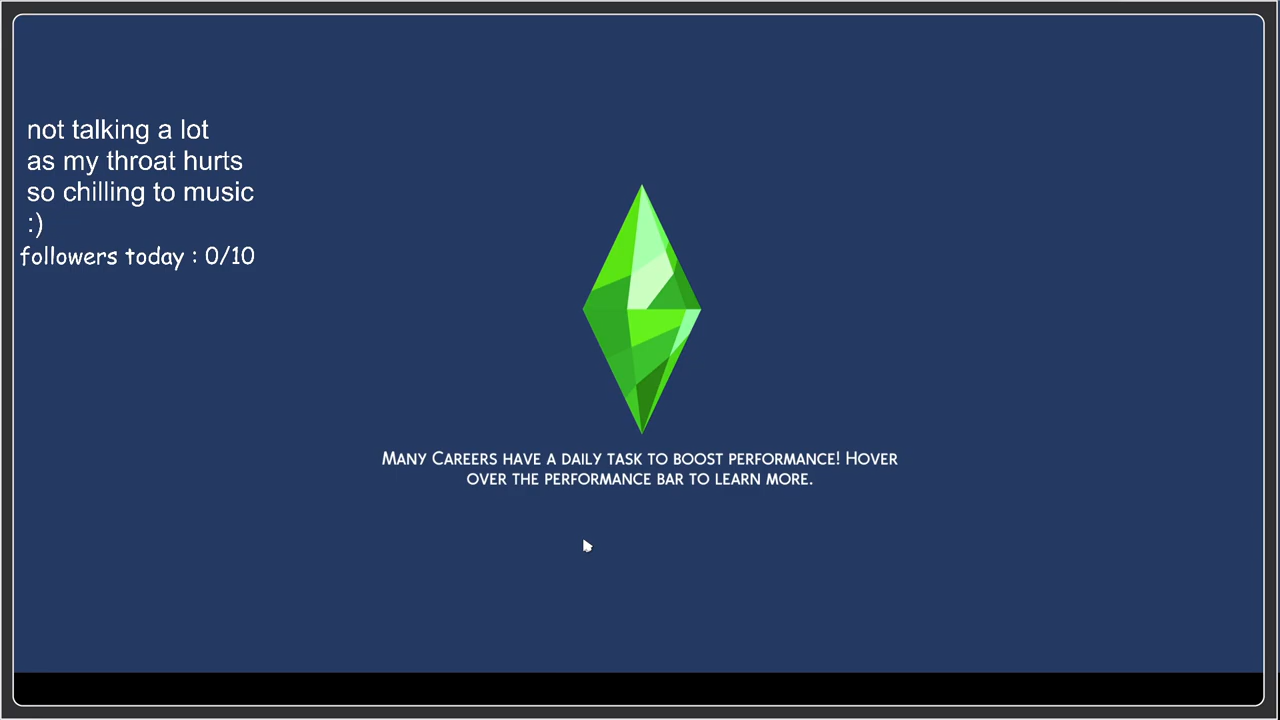 not talking a lot
as my throat hurts
so chilling to music
:)
followers today : 0/10
Many Careers have a daily task to boost performance! Hover
over the performance bar to learn more.